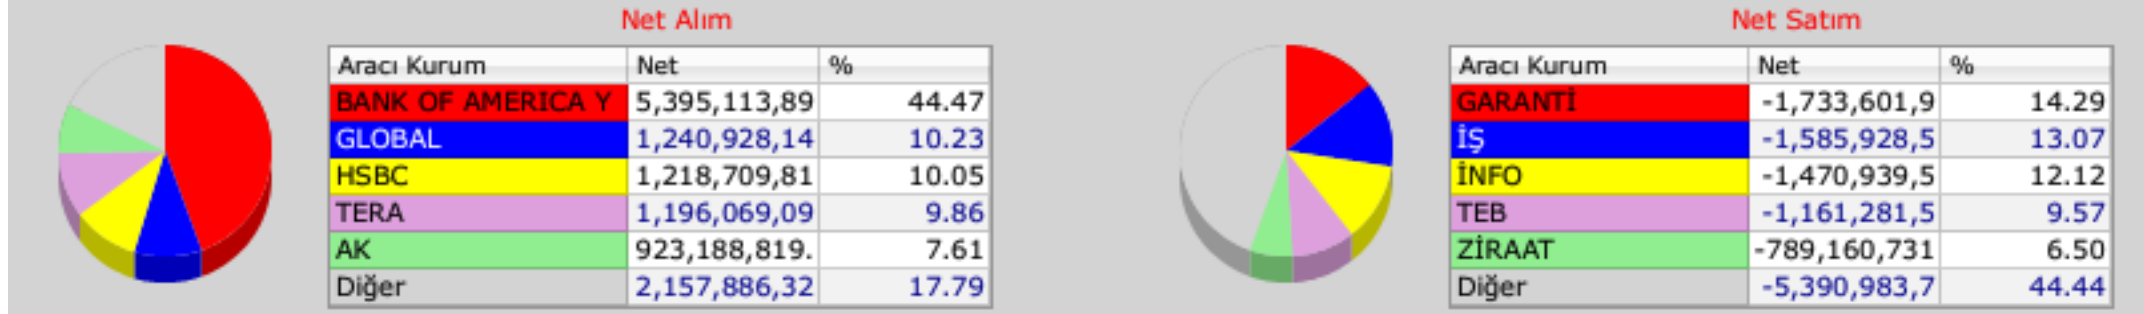 Net Alım
Aracı Kurum Net %
BANK OF AMERICA Y 5,395,113,89 44.47
GLOBAL 1,240,928,14 10.23
HSBC 1,218,709,81 10.05
TERA 1,196,069,09 9.86
AK 923,188,819. 7.61
Diğer 2,157,886,32 17.79
Net Satım
Aracı Kurum Net %
GARANTİ -1,733,601,9 14.29
İŞ -1,585,928,5 13.07
İNFO -1,470,939,5 12.12
TEB -1,161,281,5 9.57
ZİRAAT -789,160,731 6.50
Diğer -5,390,983,7 44.44